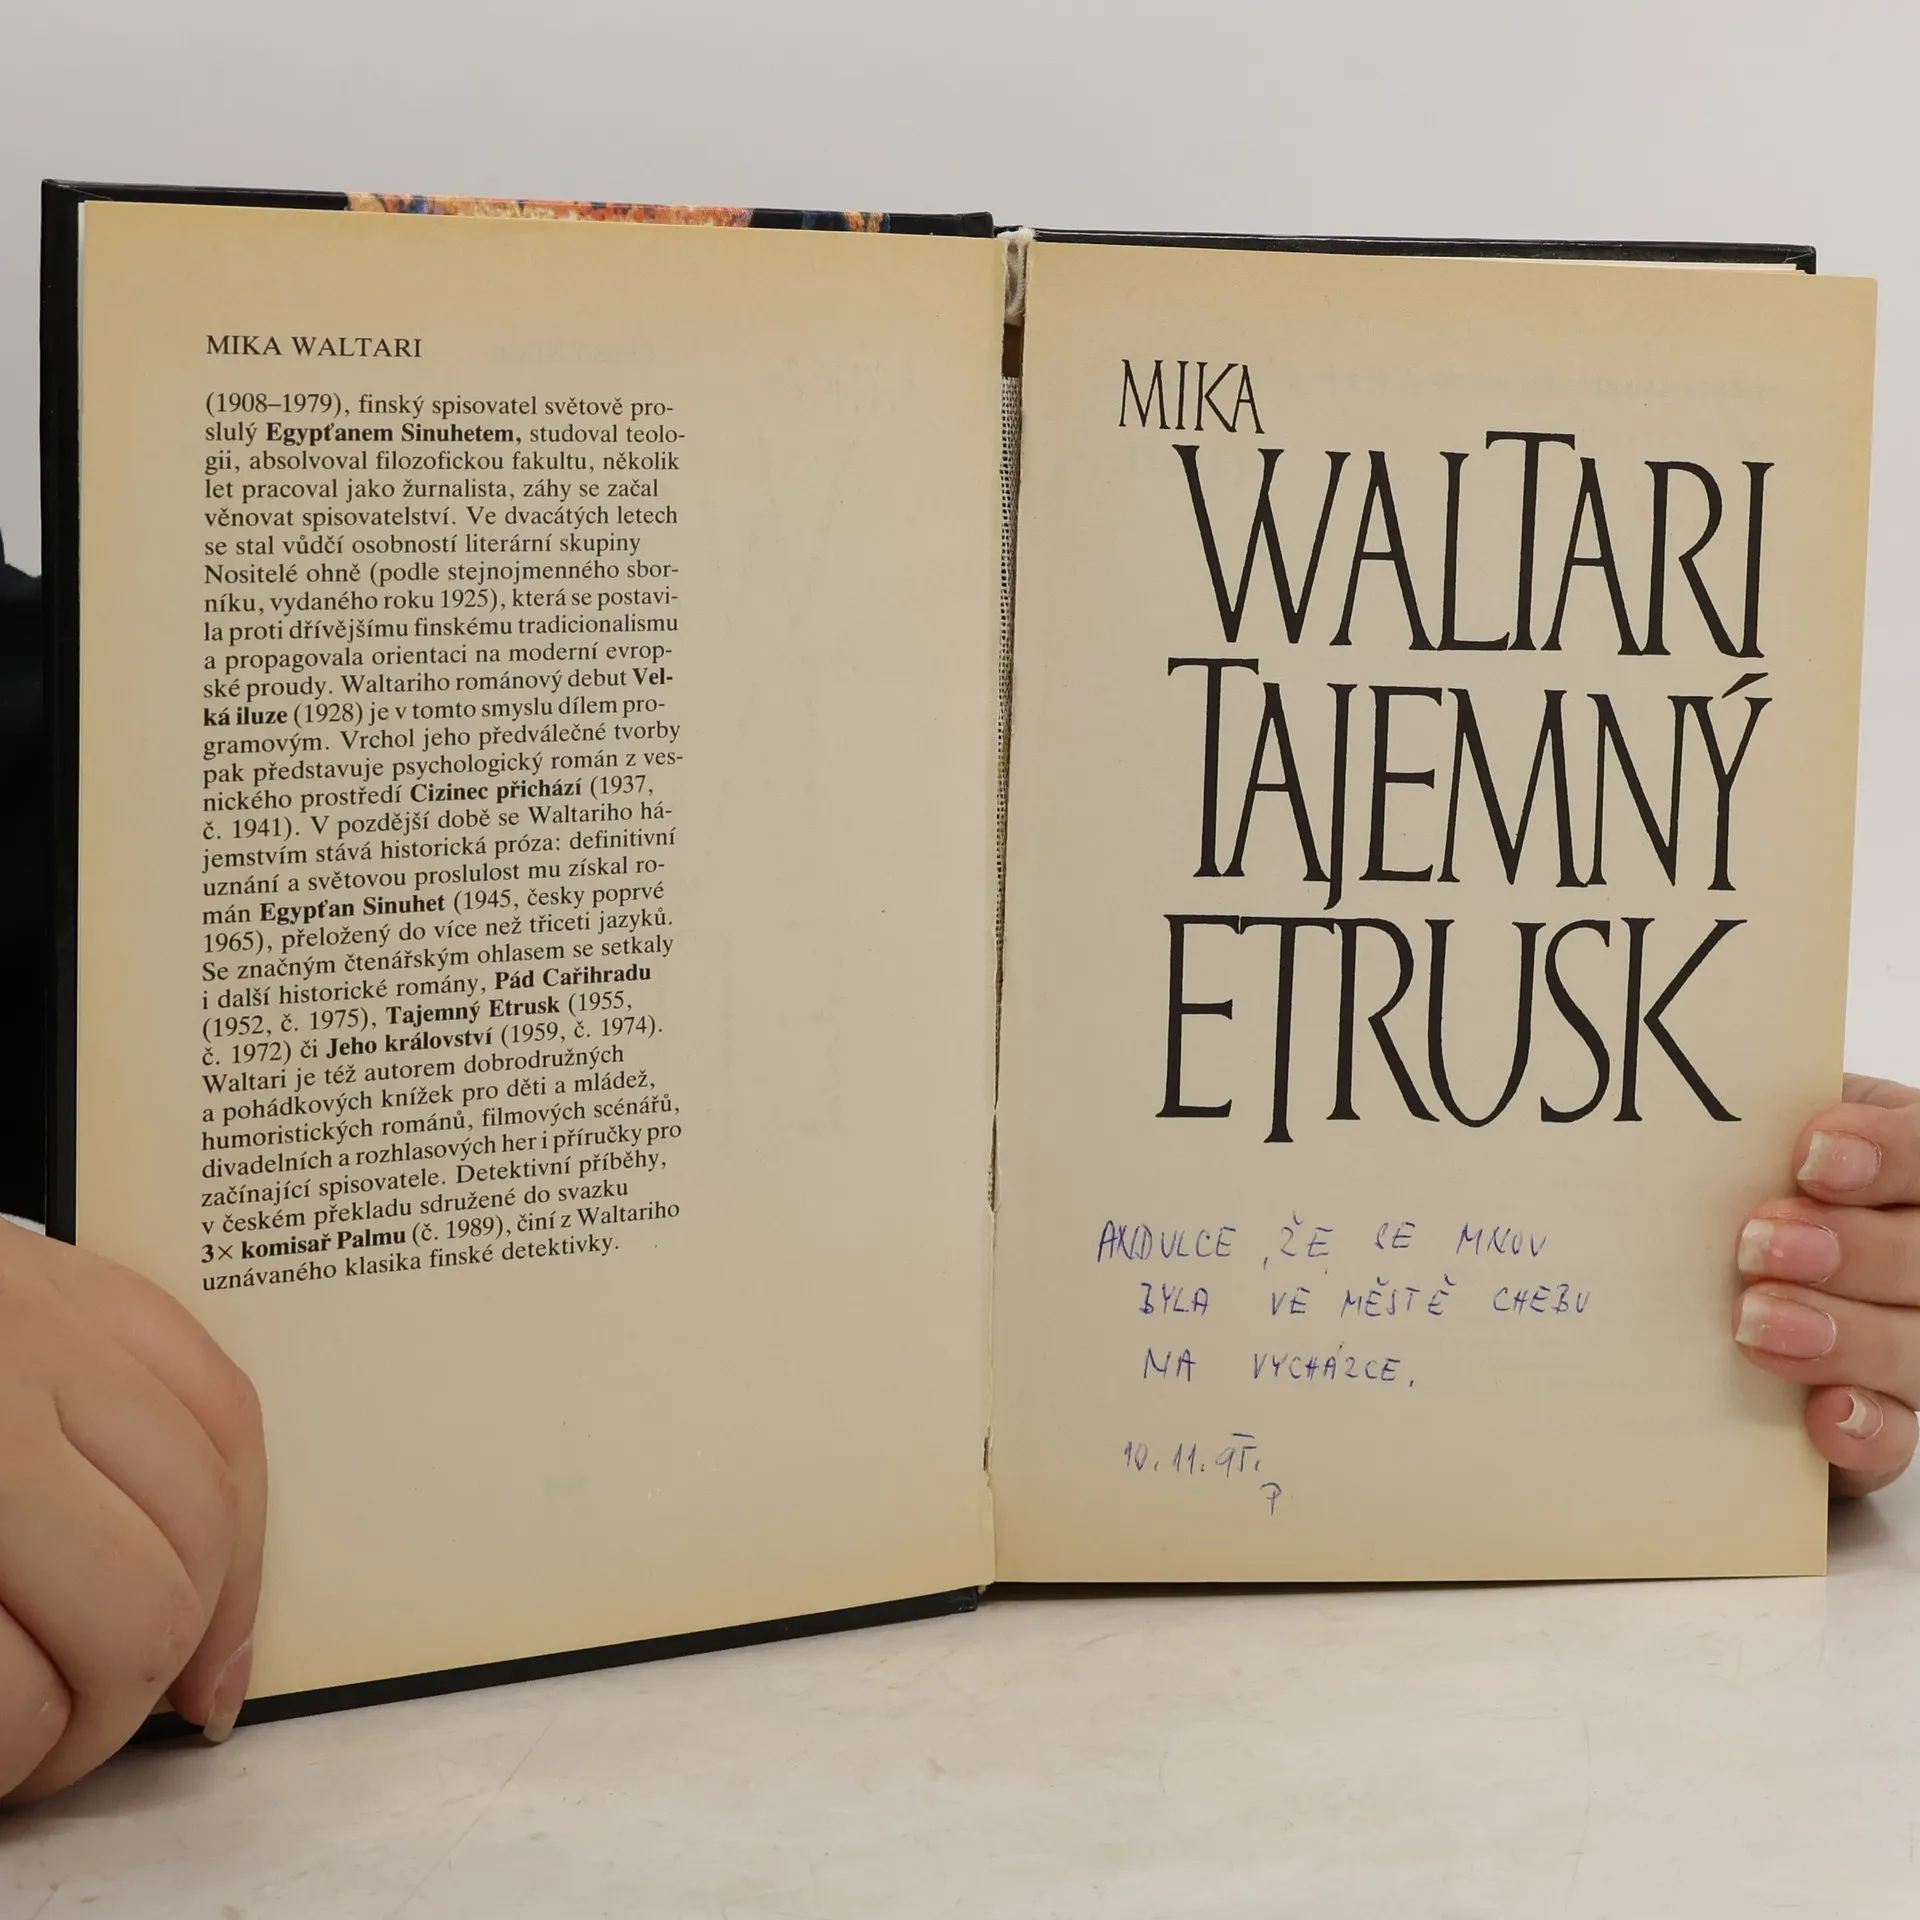 MIKA WALTARI
(1908–1979), finský spisovatel světově pro-
slulý Egypťanem Sinuhetem, studoval teolo-
gii, absolvoval filozofickou fakultu, několik
let pracoval jako žurnalista, záhy se začal
věnovat spisovatelství. Ve dvacátých letech
se stal vůdčí osobností literární skupiny
Nositelé ohně (podle stejnojmenného sbor-
níku, vydaného roku 1925), která se postavi-
la proti dřívějšímu finskému tradicionalismu
a propagovala orientaci na moderní evrop-
ské proudy. Waltariho románový debut Vel-
ká iluze (1928) je v tomto smyslu dílem pro-
gramovým. Vrchol jeho předválečné tvorby
pak představuje psychologický román z ves-
nického prostředí Cizinec přichází (1937,
č. 1941). V pozdější době se Waltariho há-
jemstvím stává historická próza: definitivní
uznání a světovou proslulost mu získal ro-
mán Egypťan Sinuhet (1945, česky poprvé
1965), přeložený do více než třiceti jazyků.
Se značným čtenářským ohlasem se setkaly
i další historické romány, Pád Cařihradu
(1952, č. 1975), Tajemný Etrusk (1955,
č. 1972) či Jeho království (1959, č. 1974).
Waltari je též autorem dobrodružných
a pohádkových knížek pro děti a mládež,
humoristických románů, filmových scénářů,
divadelních a rozhlasových her i příručky pro
začínající spisovatele. Detektivní příběhy,
v českém překladu sdružené do svazku
3× komisař Palmu (č. 1989), činí z Waltariho
uznávaného klasika finské detektivky.
MIKA
WALTARI
TAJEMNÝ
ETRUSK
ANDULCE, ŽE SE MNOU
BYLA VE MĚSTĚ CHEBU
NA VYCHÁZCE.
10.11.95.
P